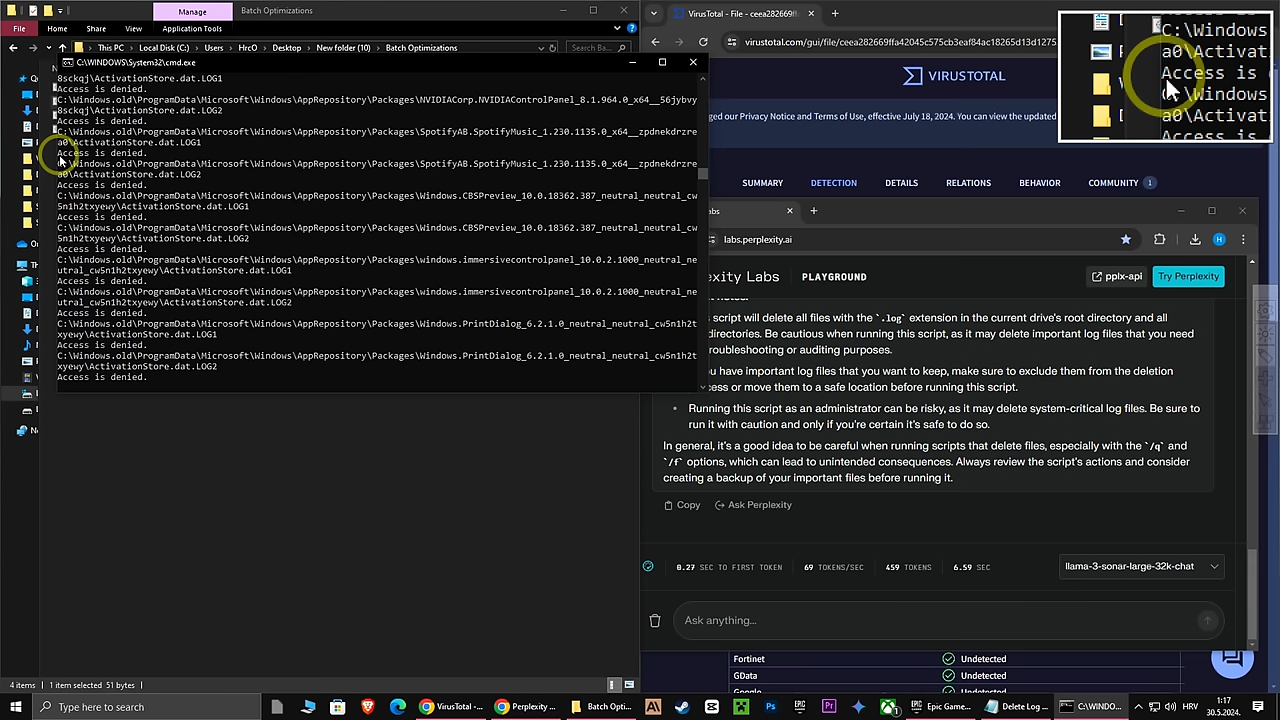 Manage
Batch Optimizations
File
Home
Share
View
Application Tools
This PC
Local Disk (C:)
Users
HrcO
Desktop
New folder (10)
Batch Optimizations
Search Ba...
C:\WINDOWS\System32\cmd.exe
8sckqj\ActivationStore.dat.LOG1
Access is denied.
C:\Windows.old\ProgramData\Microsoft\Windows\AppRepository\Packages\NVIDIACorp.NVIDIAControlPanel_8.1.964.0_x64__56jybvy
8sckqj\ActivationStore.dat.LOG2
Access is denied.
C:\Windows.old\ProgramData\Microsoft\Windows\AppRepository\Packages\SpotifyAB.SpotifyMusic_1.230.1135.0_x64__zpdnekdrzre
a0\ActivationStore.dat.LOG1
Access is denied.
C:\Windows.old\ProgramData\Microsoft\Windows\AppRepository\Packages\SpotifyAB.SpotifyMusic_1.230.1135.0_x64__zpdnekdrzre
a0\ActivationStore.dat.LOG2
Access is denied.
C:\Windows.old\ProgramData\Microsoft\Windows\AppRepository\Packages\Windows.CBSPreview_10.0.18362.387_neutral_neutral_cw
5n1h2txyewy\ActivationStore.dat.LOG1
Access is denied.
C:\Windows.old\ProgramData\Microsoft\Windows\AppRepository\Packages\Windows.CBSPreview_10.0.18362.387_neutral_neutral_cw
5n1h2txyewy\ActivationStore.dat.LOG2
Access is denied.
C:\Windows.old\ProgramData\Microsoft\Windows\AppRepository\Packages\windows.immersivecontrolpanel_10.0.2.1000_neutral_ne
utral_cw5n1h2txyewy\ActivationStore.dat.LOG1
Access is denied.
C:\Windows.old\ProgramData\Microsoft\Windows\AppRepository\Packages\windows.immersivecontrolpanel_10.0.2.1000_neutral_ne
utral_cw5n1h2txyewy\ActivationStore.dat.LOG2
Access is denied.
C:\Windows.old\ProgramData\Microsoft\Windows\AppRepository\Packages\Windows.PrintDialog_6.2.1.0_neutral_neutral_cw5n1h2t
xyewy\ActivationStore.dat.LOG1
Access is denied.
C:\Windows.old\ProgramData\Microsoft\Windows\AppRepository\Packages\Windows.PrintDialog_6.2.1.0_neutral_neutral_cw5n1h2t
xyewy\ActivationStore.dat.LOG2
Access is denied.
4 items
1 item selected 51 bytes
VirusTotal - File - ceea282669f
virustotal.com/gui/file/ceea282669ffa42045c575cb3eaf84ac18265d13d1275
VIRUSTOTAL
ged our Privacy Notice and Terms of Use, effective July 18, 2024. You can view the updated
SUMMARY
DETECTION
DETAILS
RELATIONS
BEHAVIOR
COMMUNITY 1
C:\Windows
a0\Activat
Access is
:\Windows
a0\Activat
Access is
abs
labs.perplexity.ai
H
plexity Labs
PLAYGROUND
pplx-api
Try Perplexity
script will delete all files with the `.log` extension in the current drive's root directory and all
directories. Be cautious when running this script, as it may delete important log files that you need
roubleshooting or auditing purposes.
ou have important log files that you want to keep, make sure to exclude them from the deletion
cess or move them to a safe location before running this script.
• Running this script as an administrator can be risky, as it may delete system-critical log files. Be sure to
run it with caution and only if you're certain it's safe to do so.
In general, it's a good idea to be careful when running scripts that delete files, especially with the `/q` and
`/f` options, which can lead to unintended consequences. Always review the script's actions and consider
creating a backup of your important files before running it.
Copy
Ask Perplexity
0.27 SEC TO FIRST TOKEN
69 TOKENS/SEC
459 TOKENS
6.59 SEC
llama-3-sonar-large-32k-chat
Ask anything...
Fortinet
Undetected
GData
Undetected
Google
Undetected
Type here to search
VirusTotal - ...
Perplexity ...
Batch Opti...
Epic Game...
Delete Log ...
C:\WINDO...
HRV
1:17
30.5.2024.